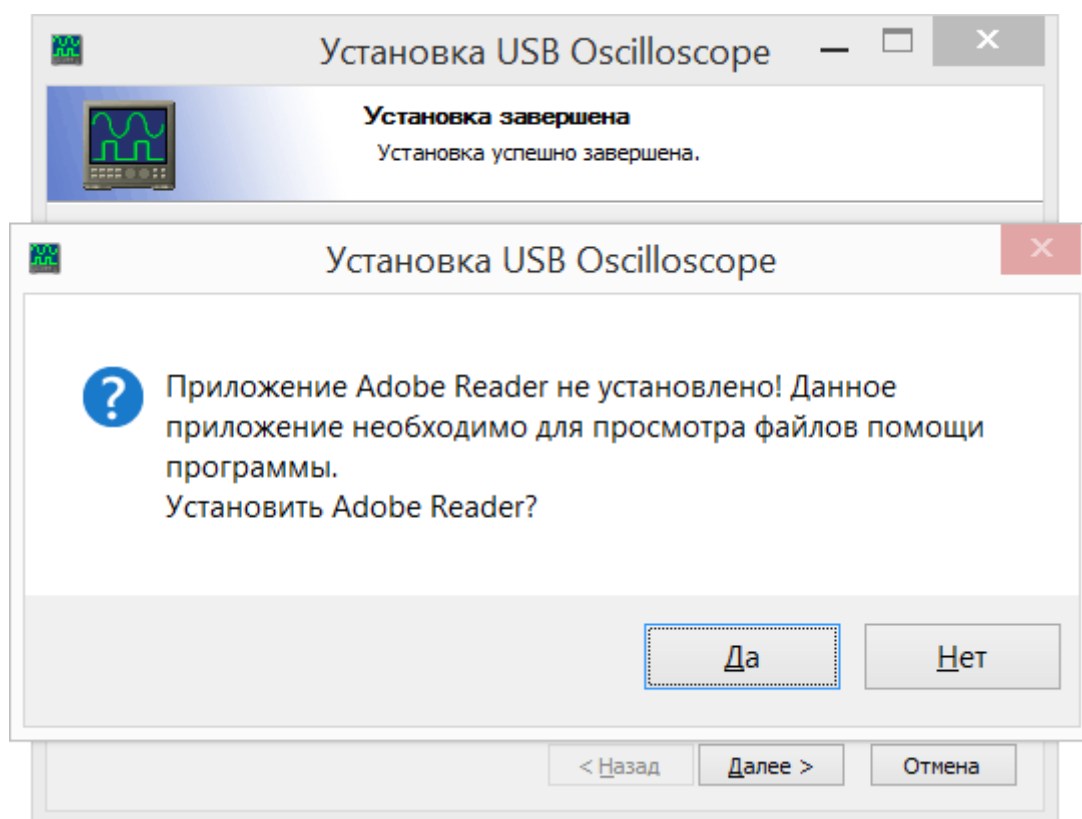 Установка USB Oscilloscope
Установка завершена
Установка успешно завершена.
Установка USB Oscilloscope
Приложение Adobe Reader не установлено! Данное
приложение необходимо для просмотра файлов помощи
программы.
Установить Adobe Reader?
Да
Нет
< Назад
Далее >
Отмена